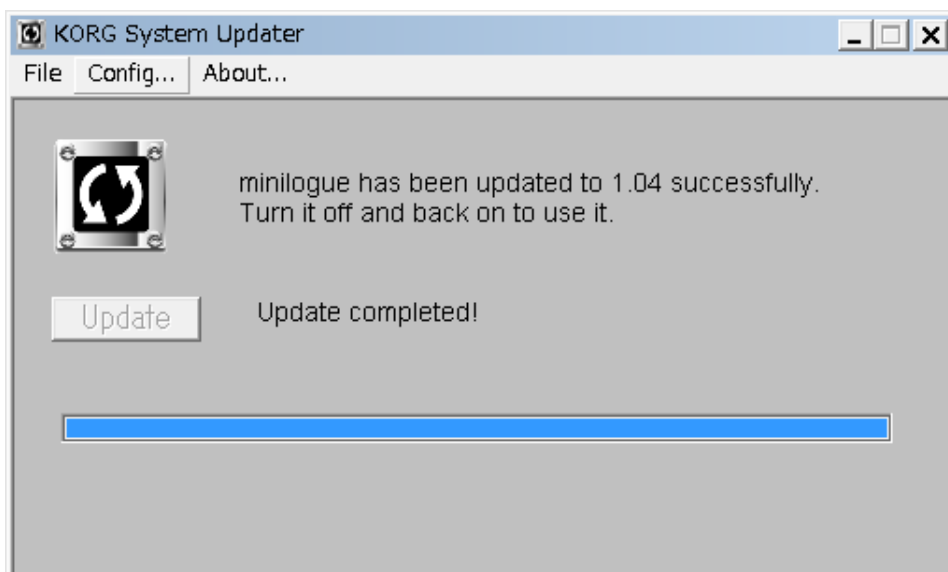 KORG System Updater
File Config... About...
minilogue has been updated to 1.04 successfully.
Turn it off and back on to use it.
Update
Update completed!